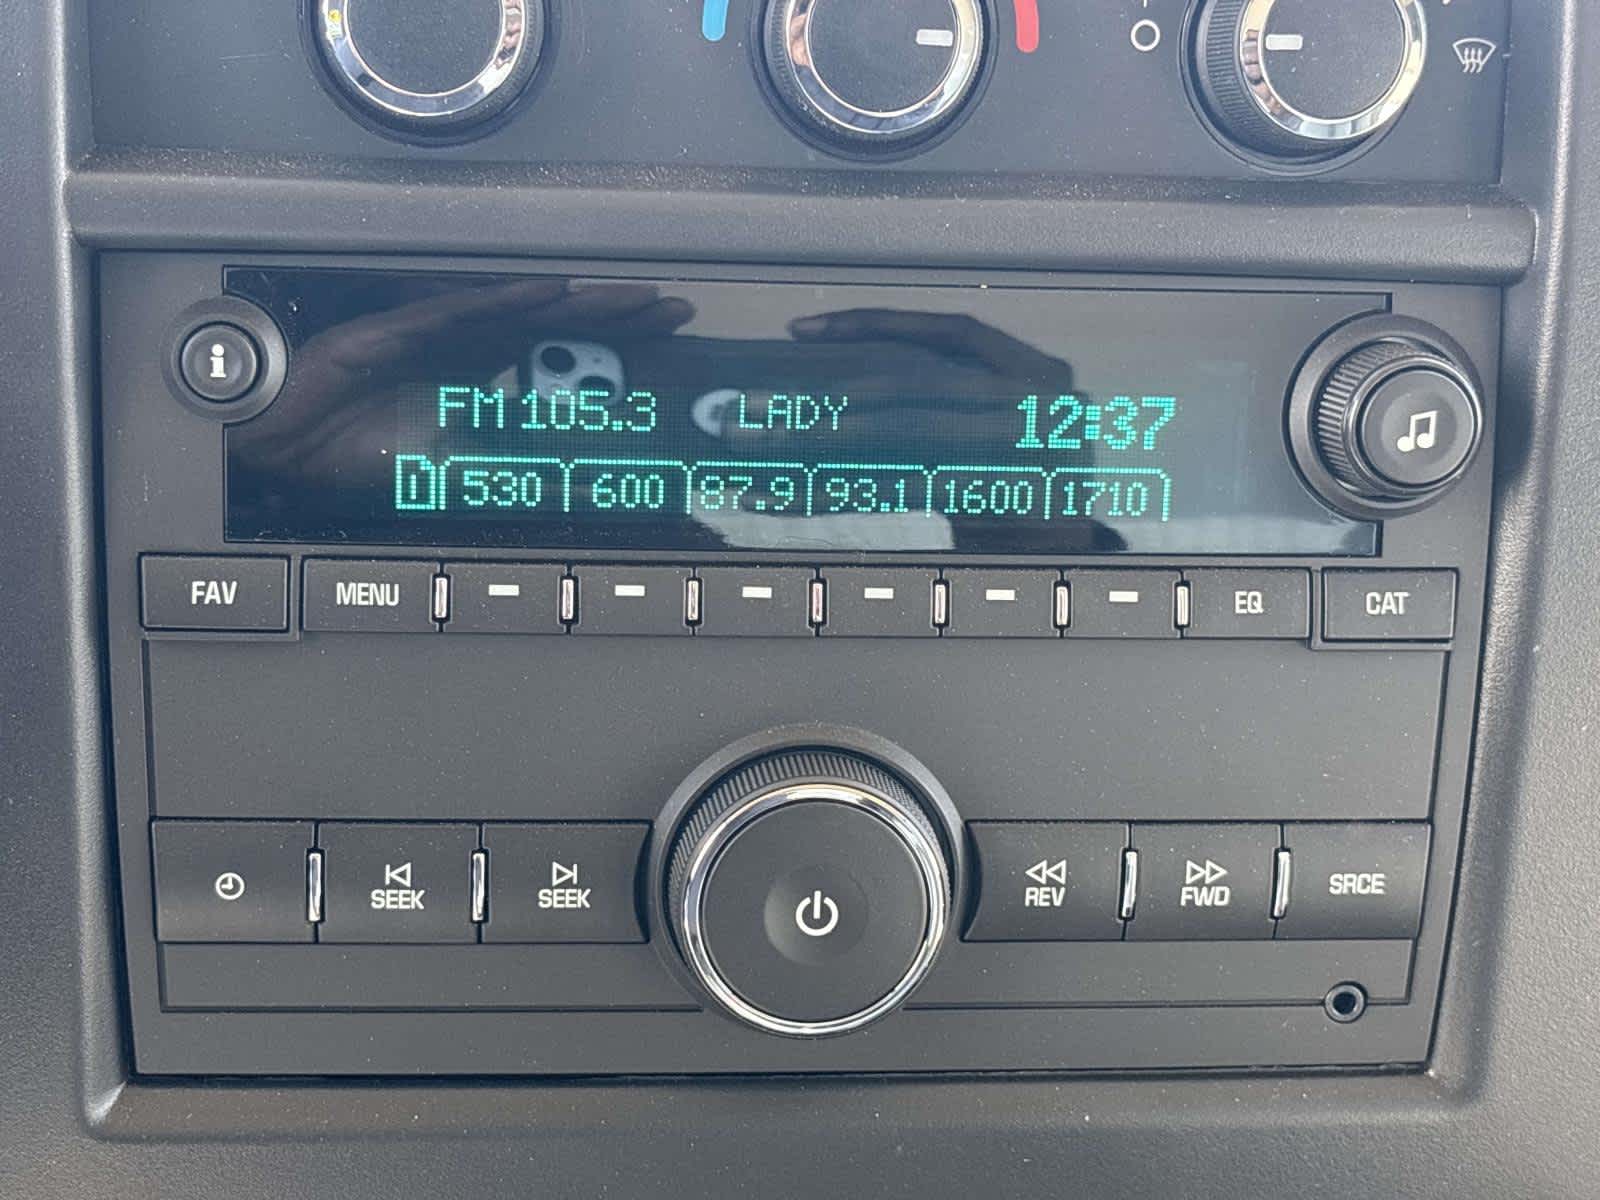 i
FM 105.3 LADY 12:37
1 530 600 87.9 93.1 1600 1710
FAV MENU EQ CAT
SEEK SEEK REV FWD SRCE